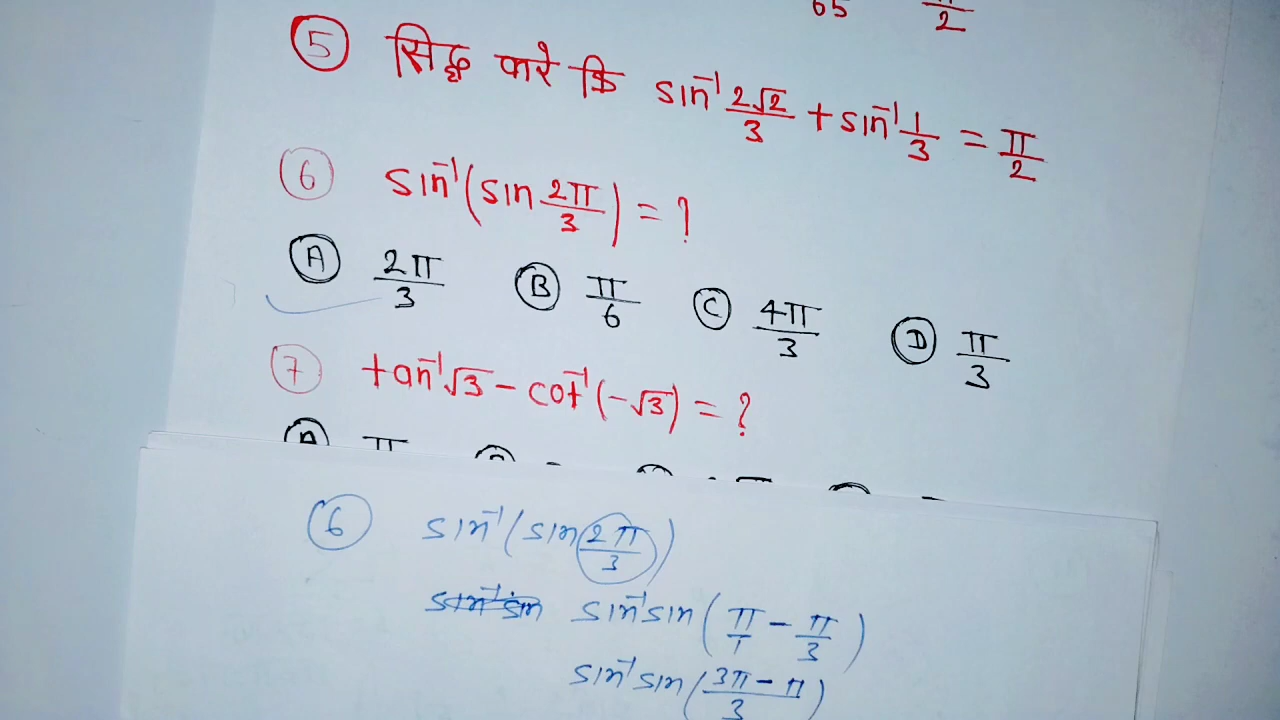 65 π/2
⑤ सिद्ध करे कि sin⁻¹ 2√2/3 + sin⁻¹ 1/3 = π/2
⑥ sin⁻¹(sin 2π/3) = ?
Ⓐ 2π/3 Ⓑ π/6 Ⓒ 4π/3 Ⓓ π/3
⑦ tan⁻¹√3 - cot⁻¹(-√3) = ?
⑥ sin⁻¹(sin 2π/3)
sin⁻¹sin(π/1 - π/3)
sin⁻¹sin(3π-π/3)